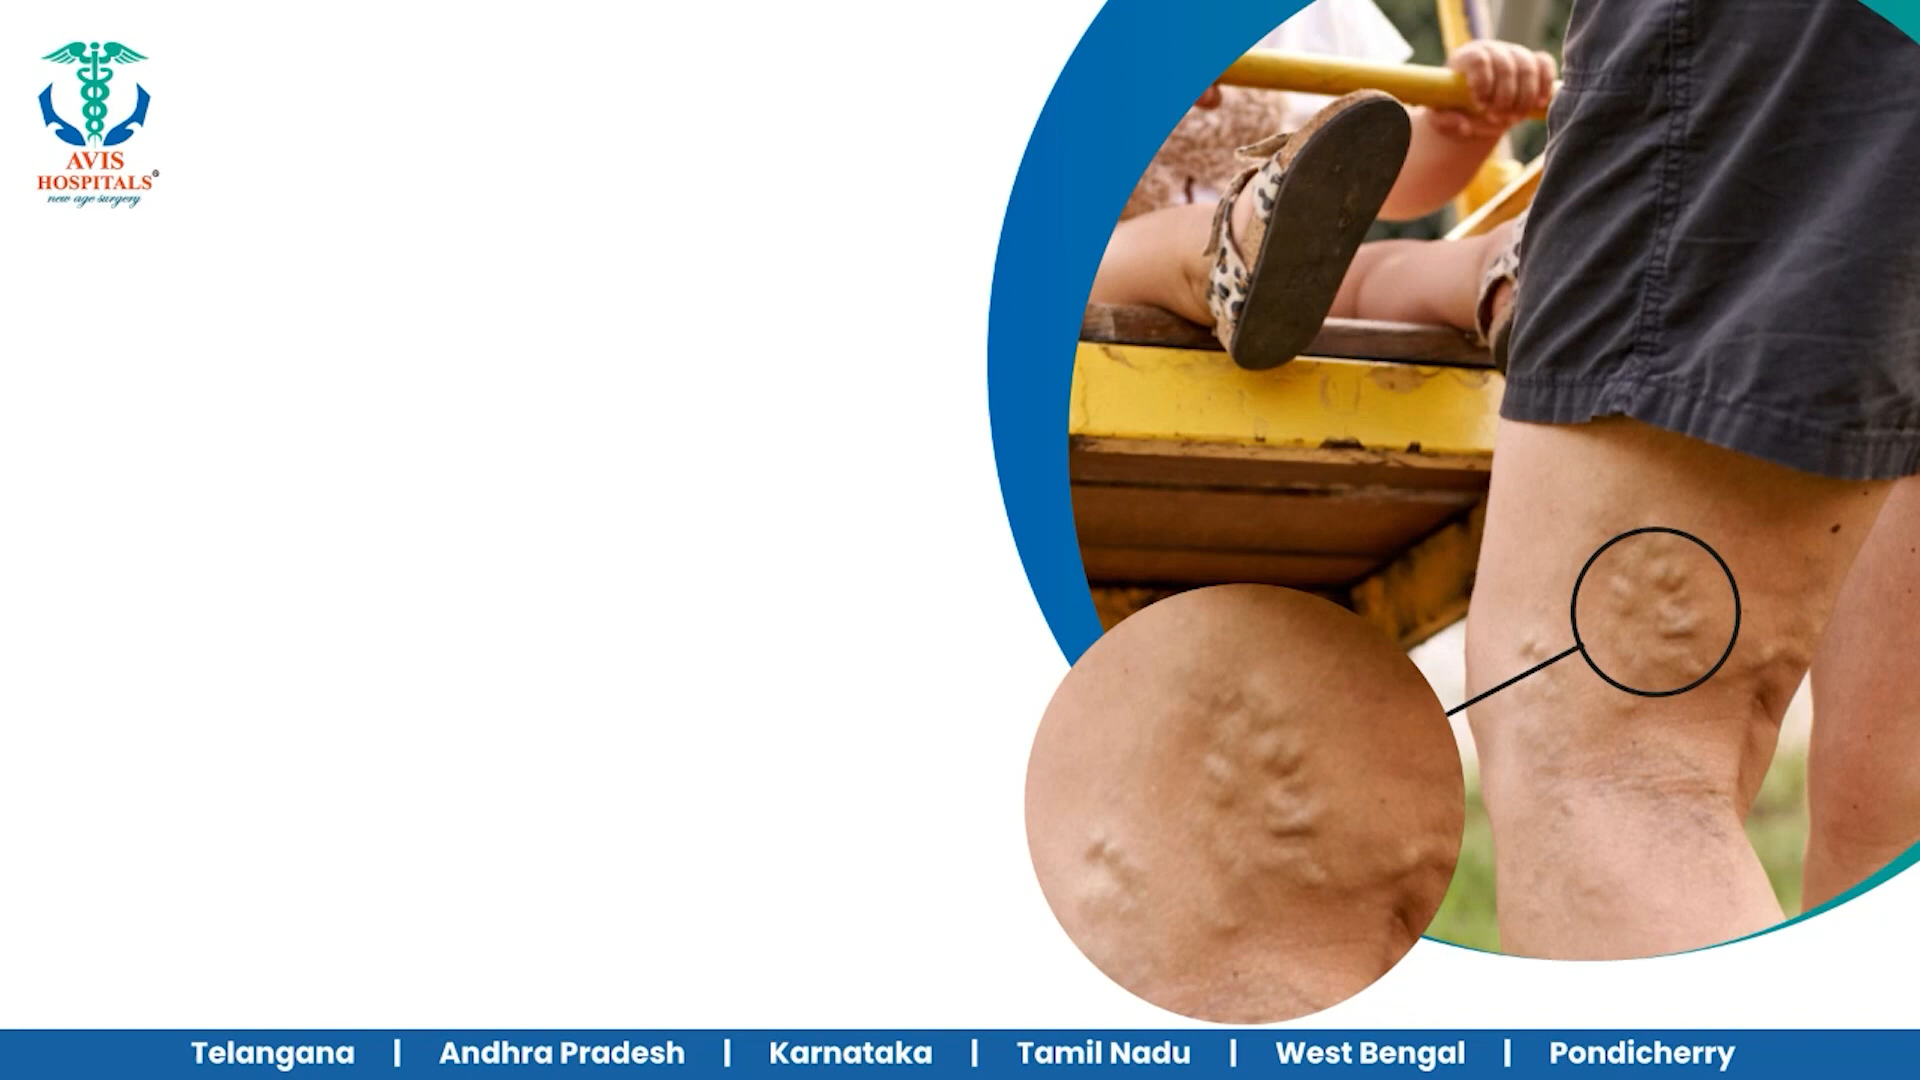 AVIS
HOSPITALS®
new age surgery
Telangana | Andhra Pradesh | Karnataka | Tamil Nadu | West Bengal | Pondicherry